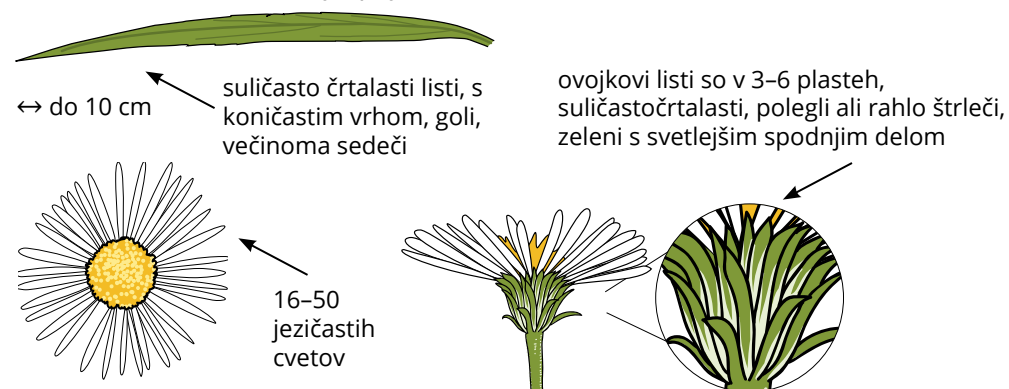 ↔ do 10 cm
suličasto črtalasti listi, s
koničastim vrhom, goli,
večinoma sedeči
ovojkovi listi so v 3–6 plasteh,
suličastočrtalasti, polegli ali rahlo štrleči,
zeleni s svetlejšim spodnjim delom
16–50
jezičastih
cvetov